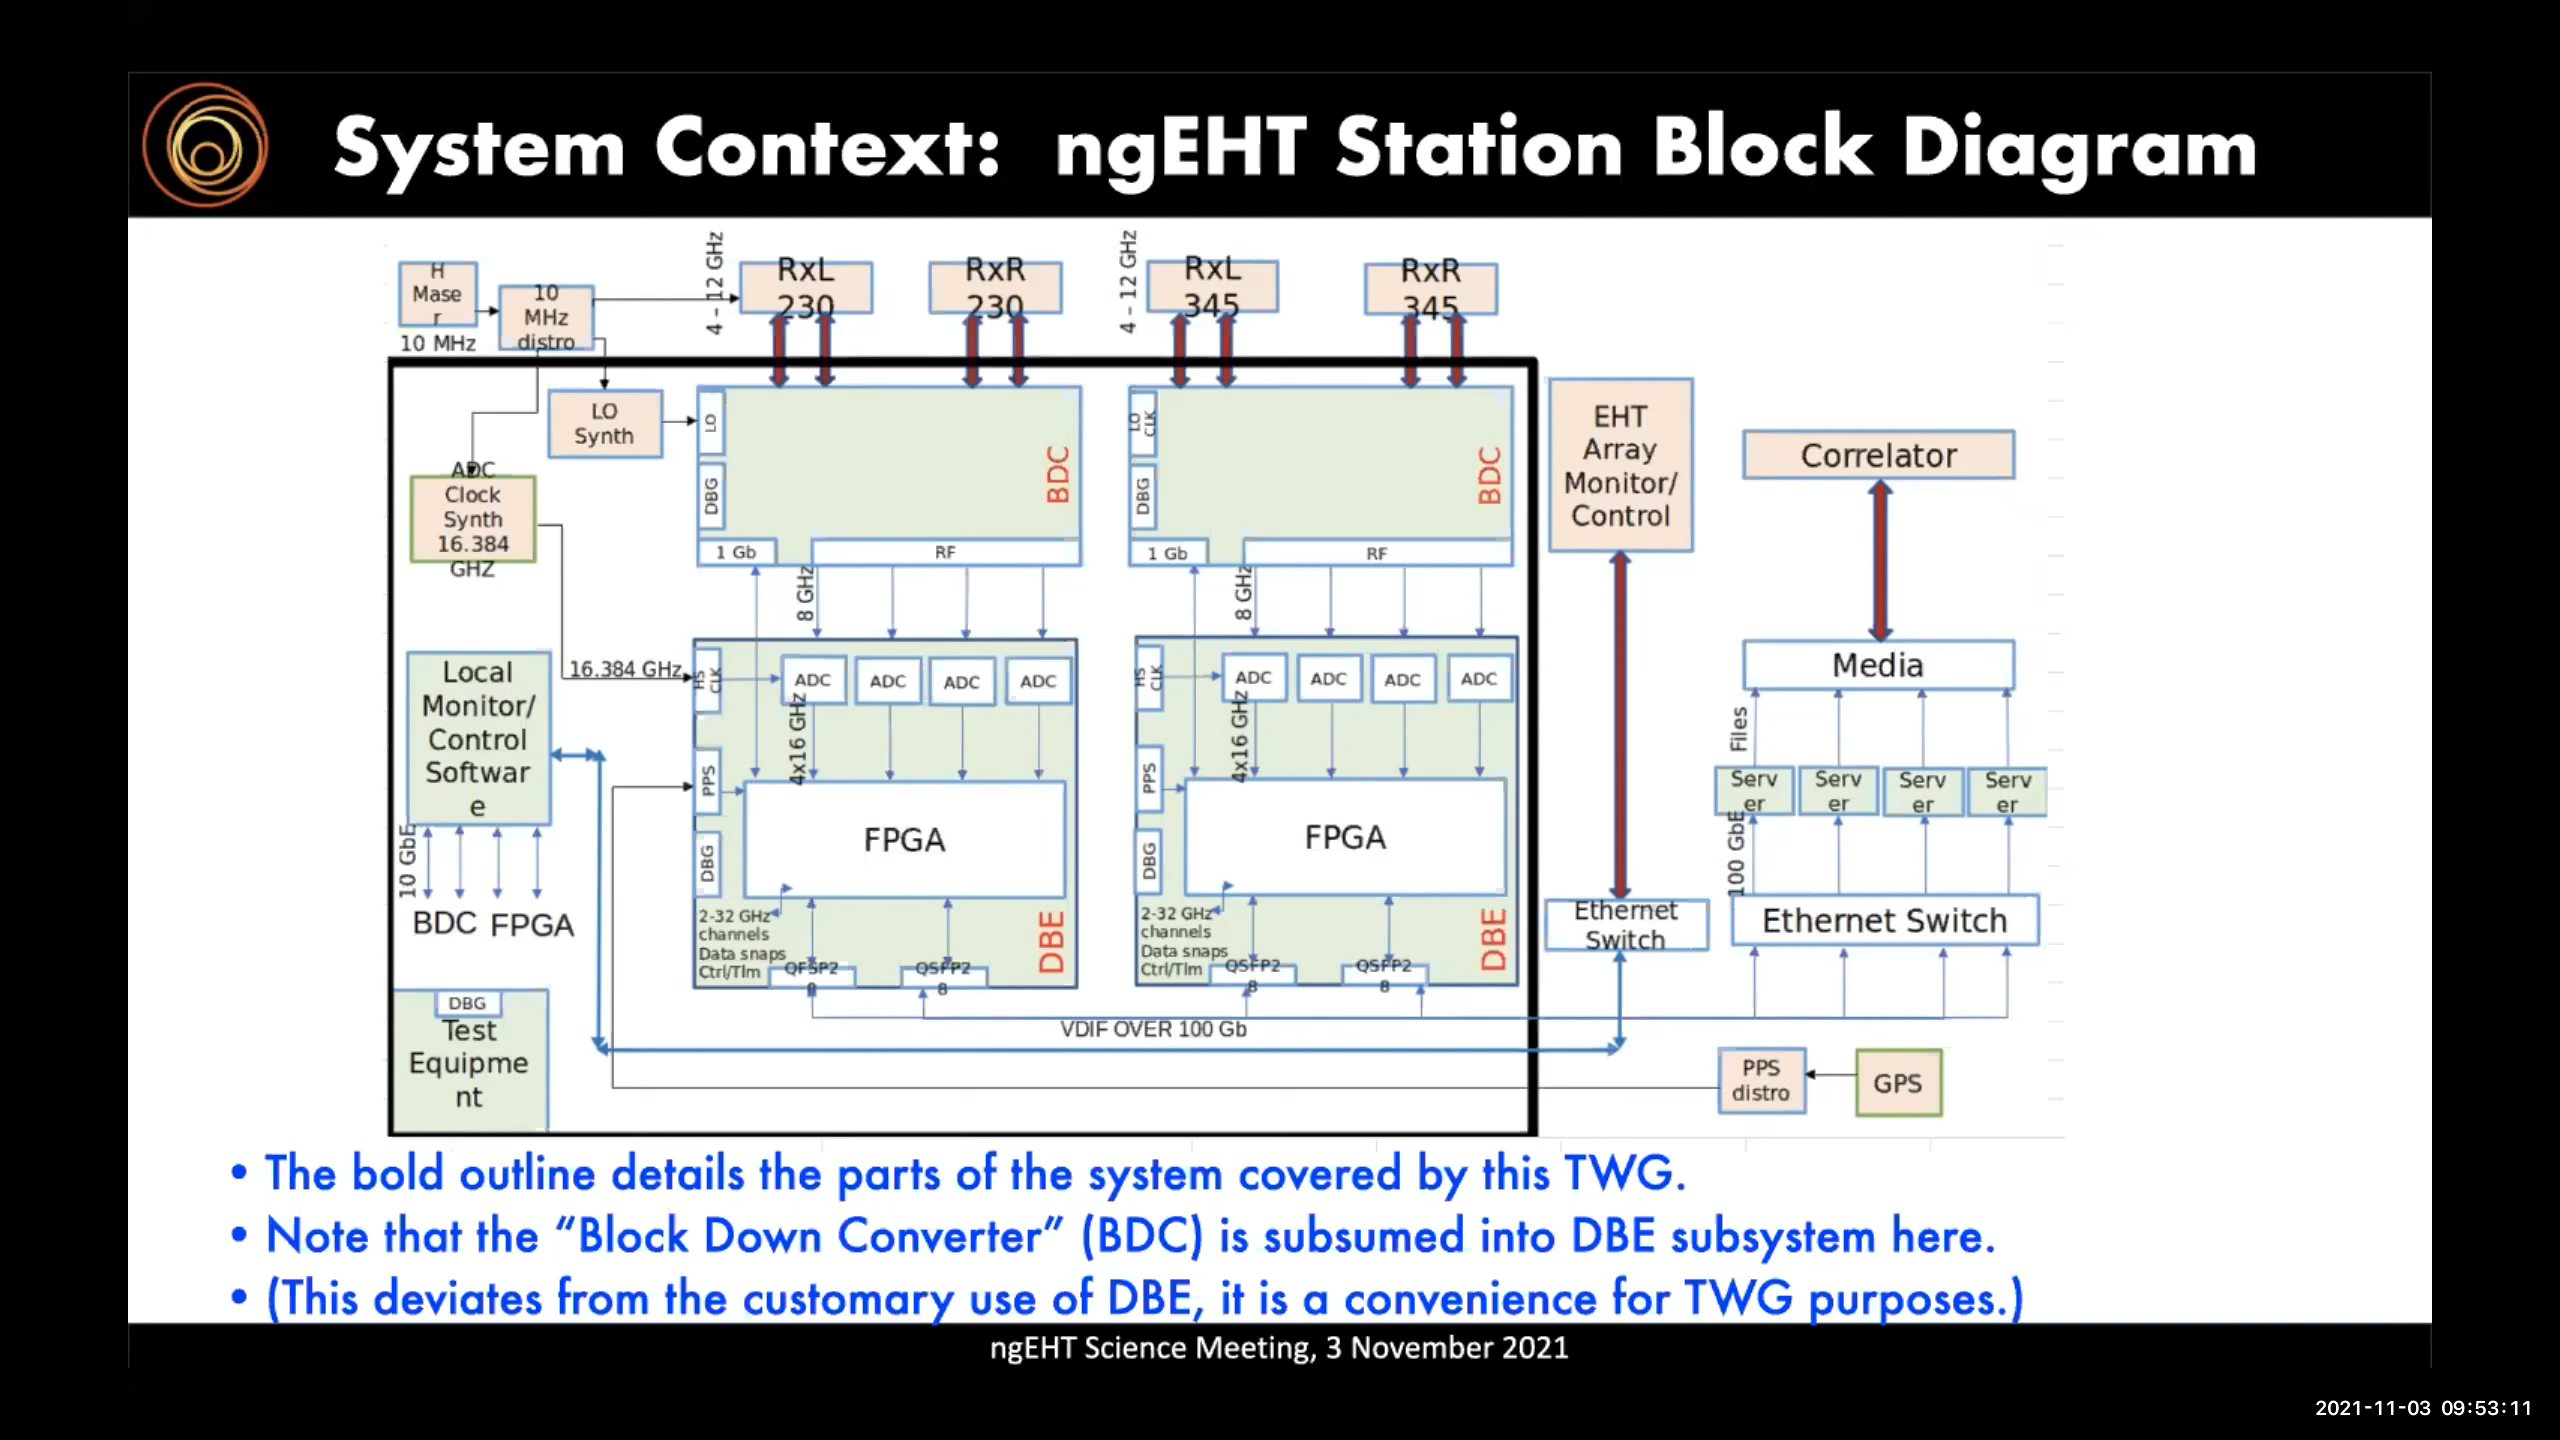 System Context: ngEHT Station Block Diagram
H
Mase
r
10 MHz
10
MHz
distro
4 – 12 GHz
RxL
230
RxR
230
4 – 12 GHz
RxL
345
RxR
345
LO
Synth
ADC
Clock
Synth
16.384
GHZ
LO
DBG
1 Gb
RF
BDC
LO
CLK
DBG
1 Gb
RF
BDC
8 GHz
8 GHz
16.384 GHz
HS
CLK
ADC
ADC
ADC
ADC
4x16 GHz
PPS
DBG
FPGA
2-32 GHz
channels
Data snaps
Ctrl/Tlm
QFSP2
8
QSFP2
8
DBE
HS
CLK
ADC
ADC
ADC
ADC
4x16 GHz
PPS
DBG
FPGA
2-32 GHz
channels
Data snaps
Ctrl/Tlm
QSFP2
8
QSFP2
8
DBE
Local
Monitor/
Control
Softwar
e
10 GbE
BDC FPGA
DBG
Test
Equipme
nt
VDIF OVER 100 Gb
EHT
Array
Monitor/
Control
Ethernet
Switch
Correlator
Media
Files
Serv
er
Serv
er
Serv
er
Serv
er
100 GbE
Ethernet Switch
PPS
distro
GPS
• The bold outline details the parts of the system covered by this TWG.
• Note that the “Block Down Converter” (BDC) is subsumed into DBE subsystem here.
• (This deviates from the customary use of DBE, it is a convenience for TWG purposes.)
ngEHT Science Meeting, 3 November 2021
2021-11-03 09:53:11